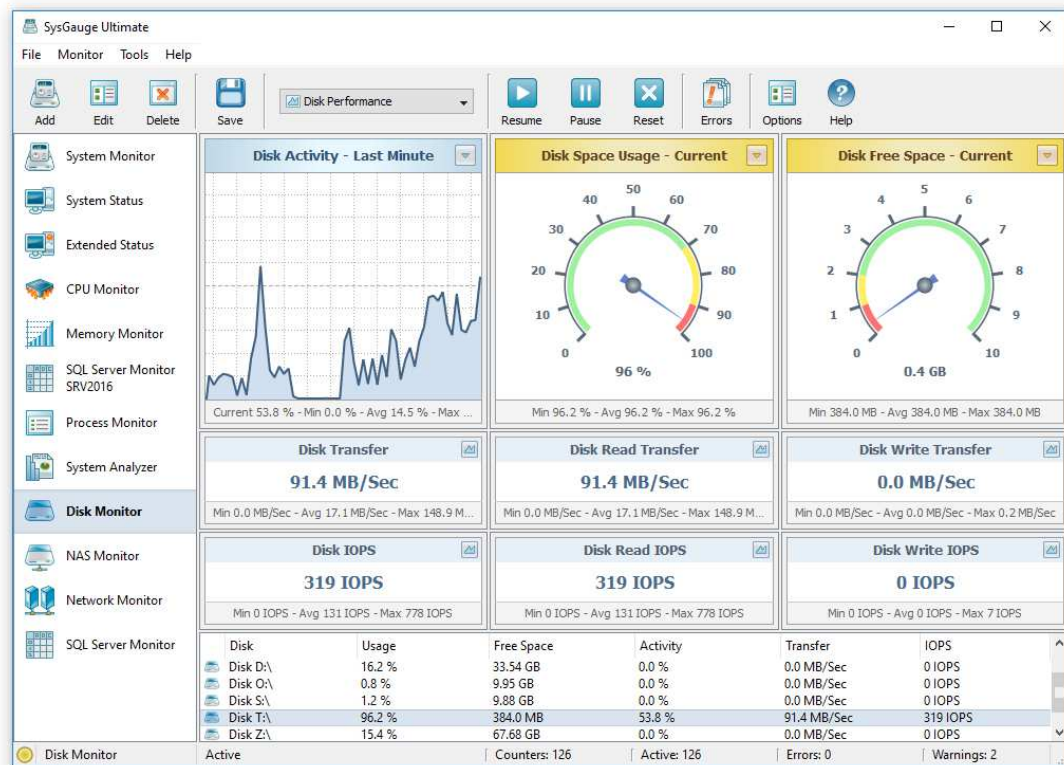 SysGauge Ultimate
File Monitor Tools Help
Add Edit Delete Save Disk Performance Resume Pause Reset Errors Options Help
System Monitor
System Status
Extended Status
CPU Monitor
Memory Monitor
SQL Server Monitor
SRV2016
Process Monitor
System Analyzer
Disk Monitor
NAS Monitor
Network Monitor
SQL Server Monitor
Disk Activity - Last Minute
Current 53.8 % - Min 0.0 % - Avg 14.5 % - Max ...
Disk Space Usage - Current
0 10 20 30 40 50 60 70 80 90 100
96 %
Min 96.2 % - Avg 96.2 % - Max 96.2 %
Disk Free Space - Current
0 1 2 3 4 5 6 7 8 9 10
0.4 GB
Min 384.0 MB - Avg 384.0 MB - Max 384.0 MB
Disk Transfer
91.4 MB/Sec
Min 0.0 MB/Sec - Avg 17.1 MB/Sec - Max 148.9 M...
Disk Read Transfer
91.4 MB/Sec
Min 0.0 MB/Sec - Avg 17.1 MB/Sec - Max 148.9 M...
Disk Write Transfer
0.0 MB/Sec
Min 0.0 MB/Sec - Avg 0.0 MB/Sec - Max 0.2 MB/Sec
Disk IOPS
319 IOPS
Min 0 IOPS - Avg 131 IOPS - Max 778 IOPS
Disk Read IOPS
319 IOPS
Min 0 IOPS - Avg 131 IOPS - Max 778 IOPS
Disk Write IOPS
0 IOPS
Min 0 IOPS - Avg 0 IOPS - Max 7 IOPS
Disk Usage Free Space Activity Transfer IOPS
Disk D:\ 16.2 % 33.54 GB 0.0 % 0.0 MB/Sec 0 IOPS
Disk O:\ 0.8 % 9.95 GB 0.0 % 0.0 MB/Sec 0 IOPS
Disk S:\ 1.2 % 9.88 GB 0.0 % 0.0 MB/Sec 0 IOPS
Disk T:\ 96.2 % 384.0 MB 53.8 % 91.4 MB/Sec 319 IOPS
Disk Z:\ 15.4 % 67.68 GB 0.0 % 0.0 MB/Sec 0 IOPS
Disk Monitor Active Counters: 126 Active: 126 Errors: 0 Warnings: 2